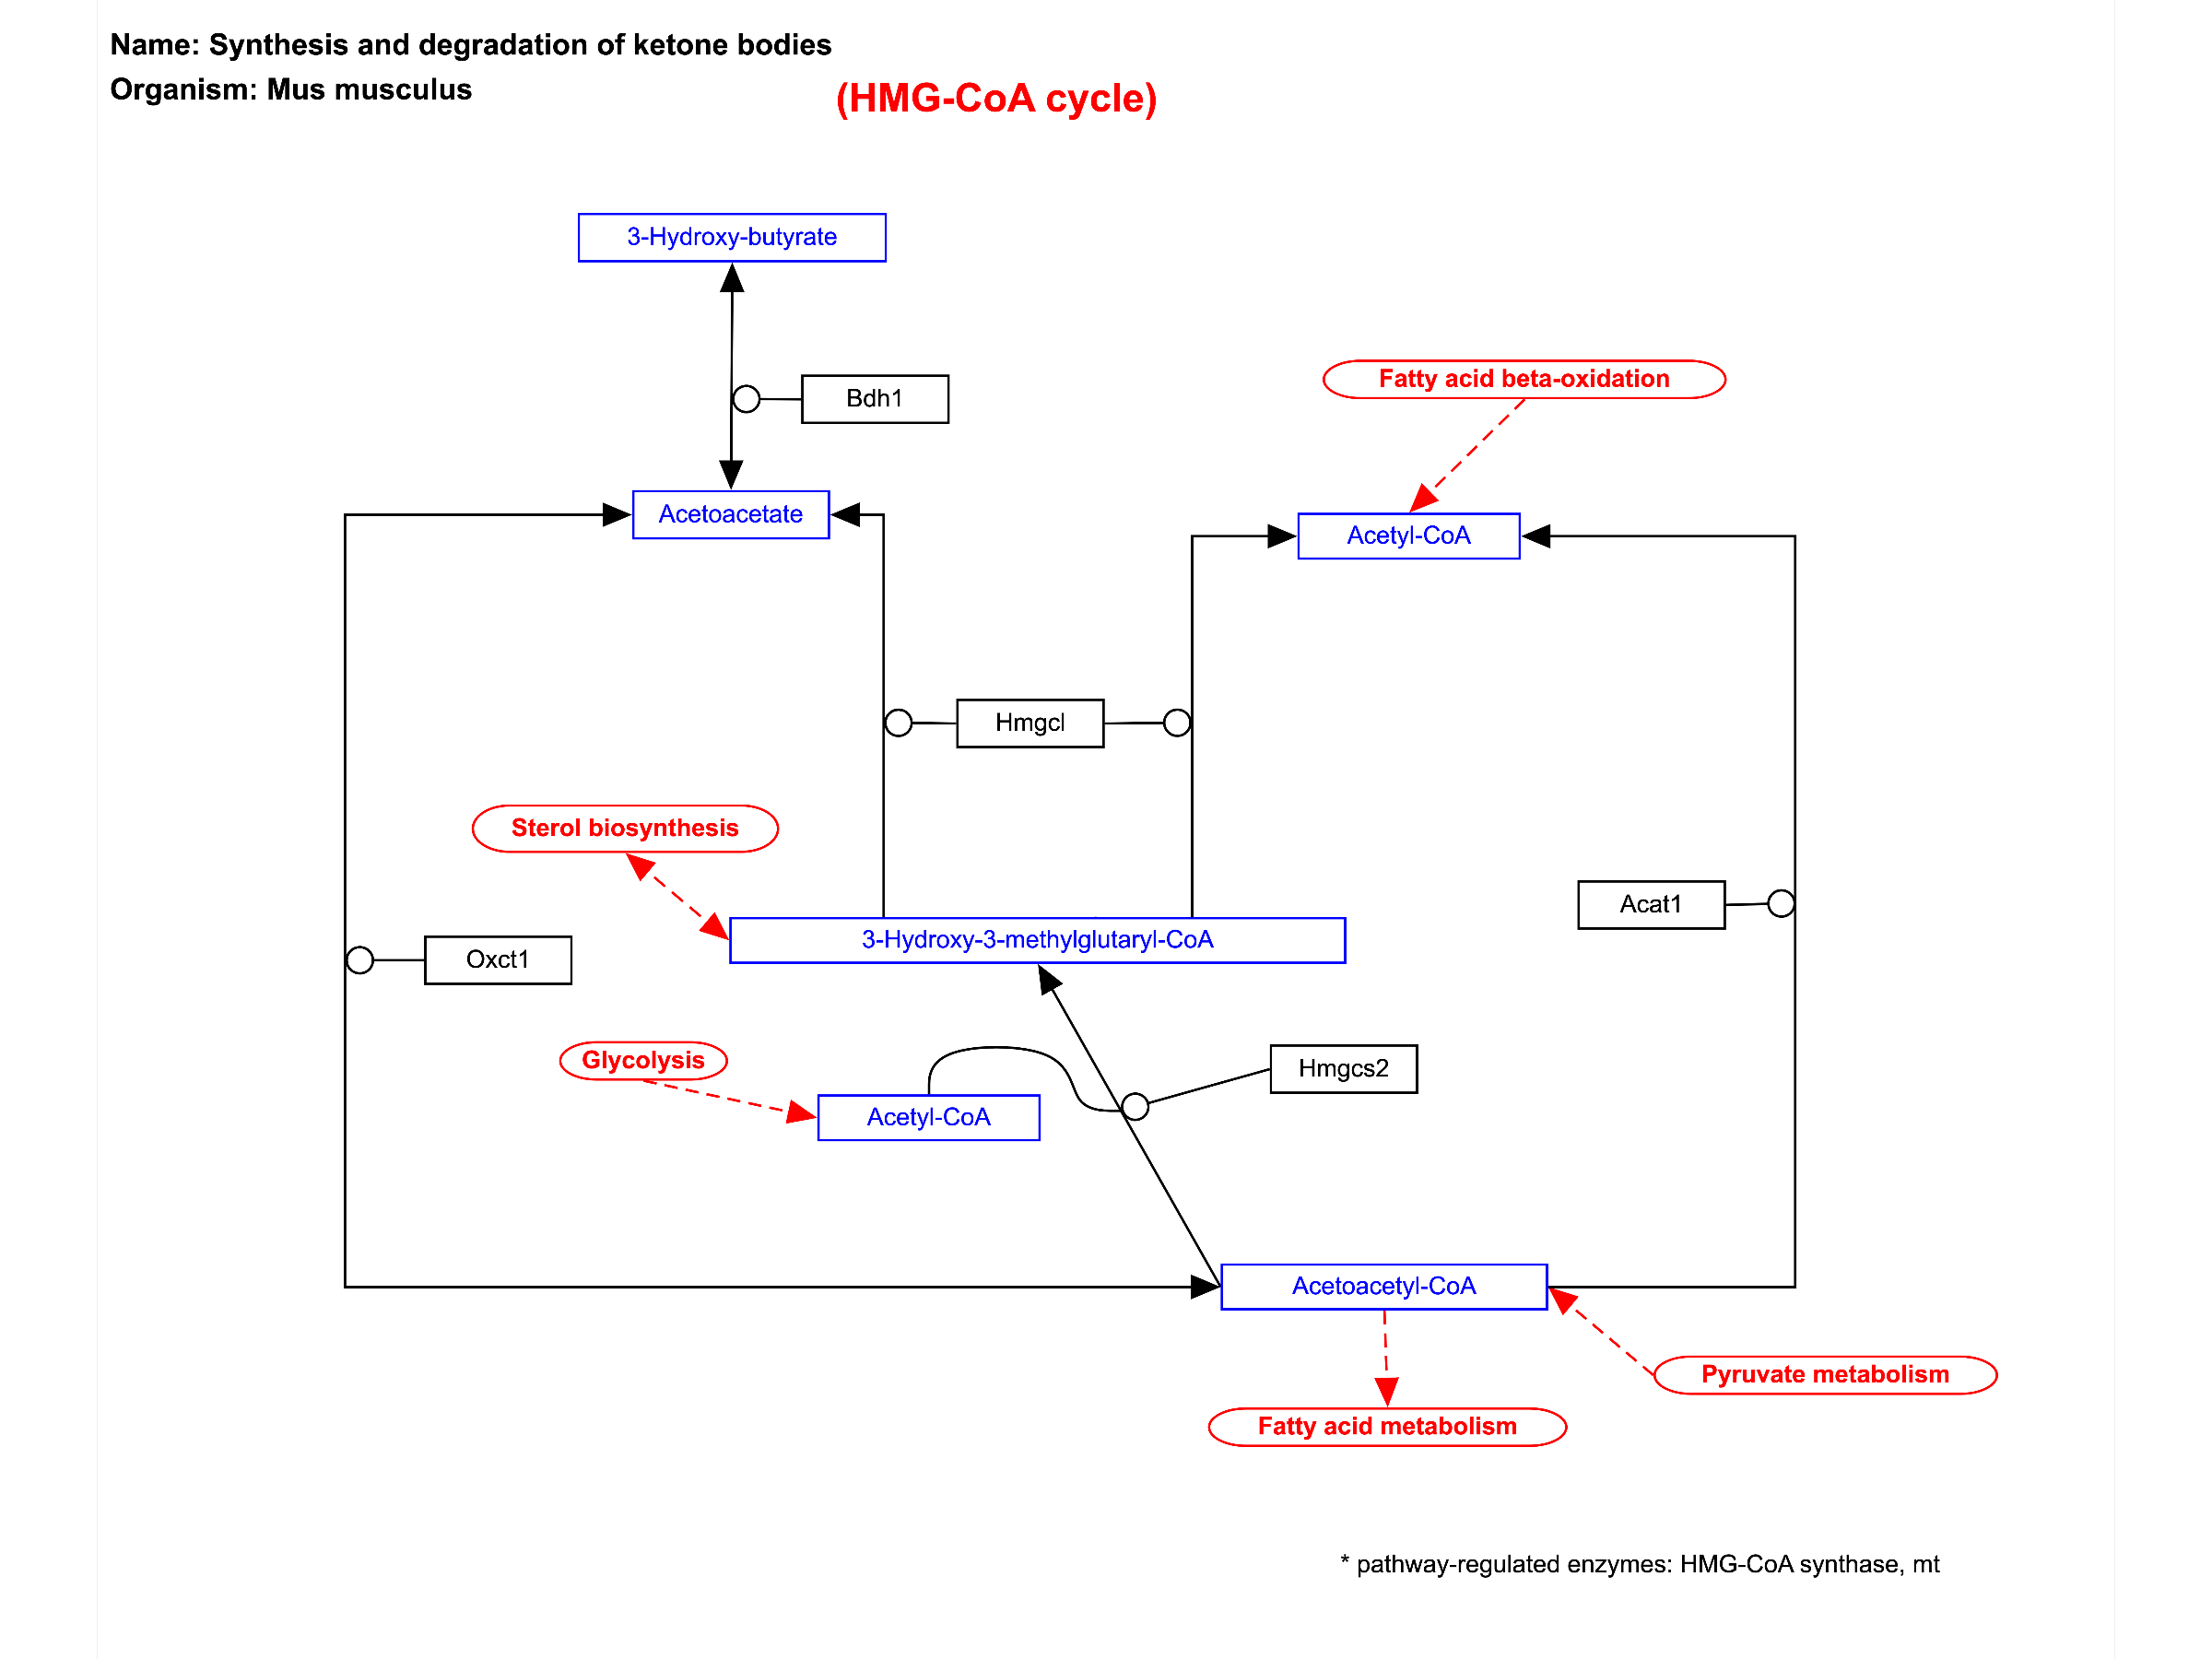 Name: Synthesis and degradation of ketone bodies
Organism: Mus musculus
(HMG-CoA cycle)
3-Hydroxy-butyrate
Fatty acid beta-oxidation
Bdh1
Acetoacetate
Acetyl-CoA
Hmgcl
Sterol biosynthesis
Acat1
3-Hydroxy-3-methylglutaryl-CoA
Oxct1
Glycolysis
Hmgcs2
Acetyl-CoA
Acetoacetyl-CoA
Pyruvate metabolism
Fatty acid metabolism
* pathway-regulated enzymes: HMG-CoA synthase, mt